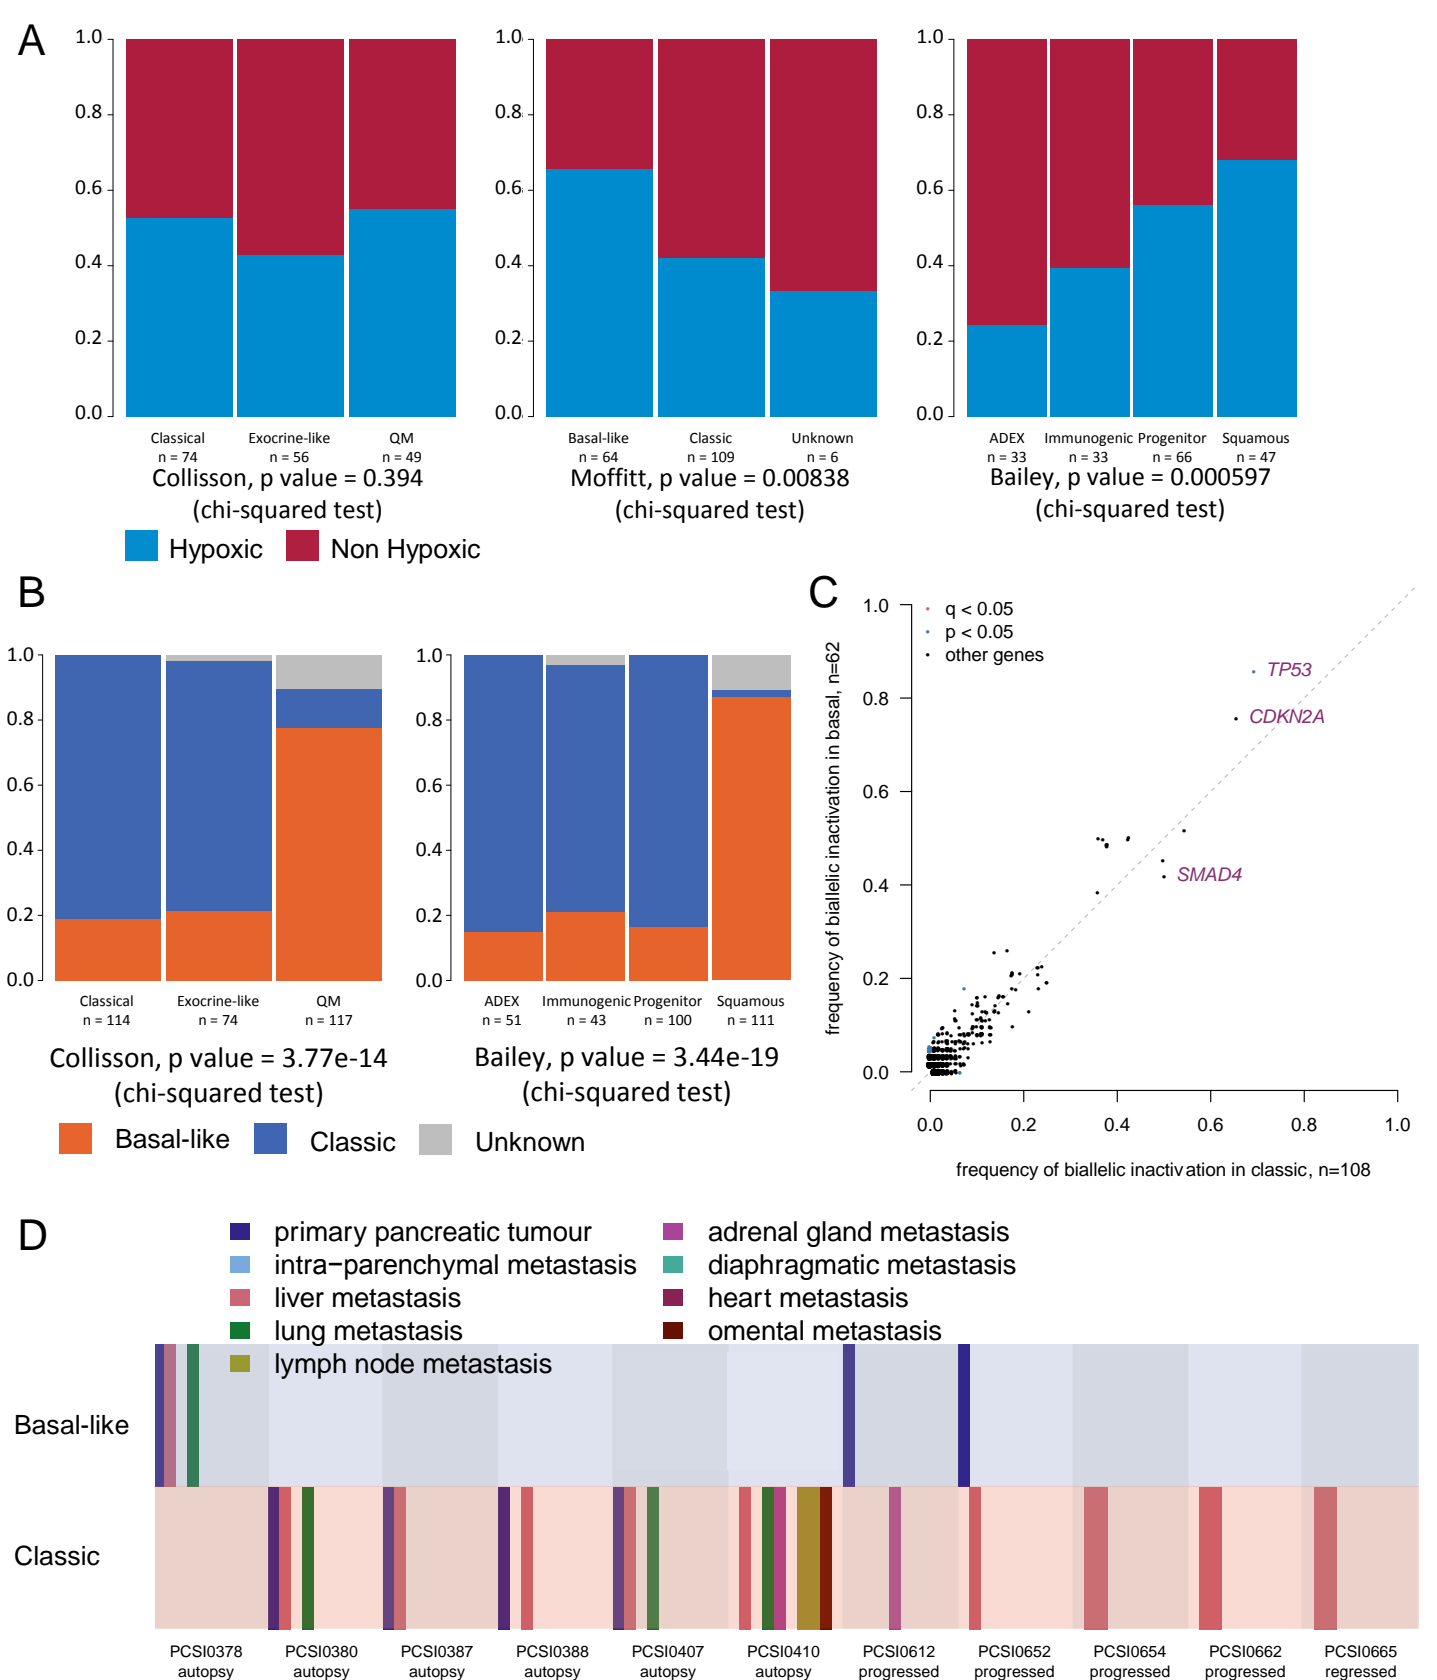 A
1.0
0.8
0.6
0.4
0.2
0.0
Classical
n = 74
Exocrine-like
n = 56
QM
n = 49
Collisson, p value = 0.394
(chi-squared test)
1.0
0.8
0.6
0.4
0.2
0.0
Basal-like
n = 64
Classic
n = 109
Unknown
n = 6
Moffitt, p value = 0.00838
(chi-squared test)
1.0
0.8
0.6
0.4
0.2
0.0
ADEX
n = 33
Immunogenic
n = 33
Progenitor
n = 66
Squamous
n = 47
Bailey, p value = 0.000597
(chi-squared test)
Hypoxic
Non Hypoxic
B
1.0
0.8
0.6
0.4
0.2
0.0
Classical
n = 114
Exocrine-like
n = 74
QM
n = 117
Collisson, p value = 3.77e-14
(chi-squared test)
1.0
0.8
0.6
0.4
0.2
0.0
ADEX
n = 51
Immunogenic
n = 43
Progenitor
n = 100
Squamous
n = 111
Bailey, p value = 3.44e-19
(chi-squared test)
Basal-like
Classic
Unknown
C
frequency of biallelic inactivation in basal, n=62
1.0
0.8
0.6
0.4
0.2
0.0
q < 0.05
p < 0.05
other genes
TP53
CDKN2A
SMAD4
0.0
0.2
0.4
0.6
0.8
1.0
frequency of biallelic inactivation in classic, n=108
D
primary pancreatic tumour
intra−parenchymal metastasis
liver metastasis
lung metastasis
lymph node metastasis
adrenal gland metastasis
diaphragmatic metastasis
heart metastasis
omental metastasis
Basal-like
Classic
PCSI0378
autopsy
PCSI0380
autopsy
PCSI0387
autopsy
PCSI0388
autopsy
PCSI0407
autopsy
PCSI0410
autopsy
PCSI0612
progressed
PCSI0652
progressed
PCSI0654
progressed
PCSI0662
progressed
PCSI0665
regressed